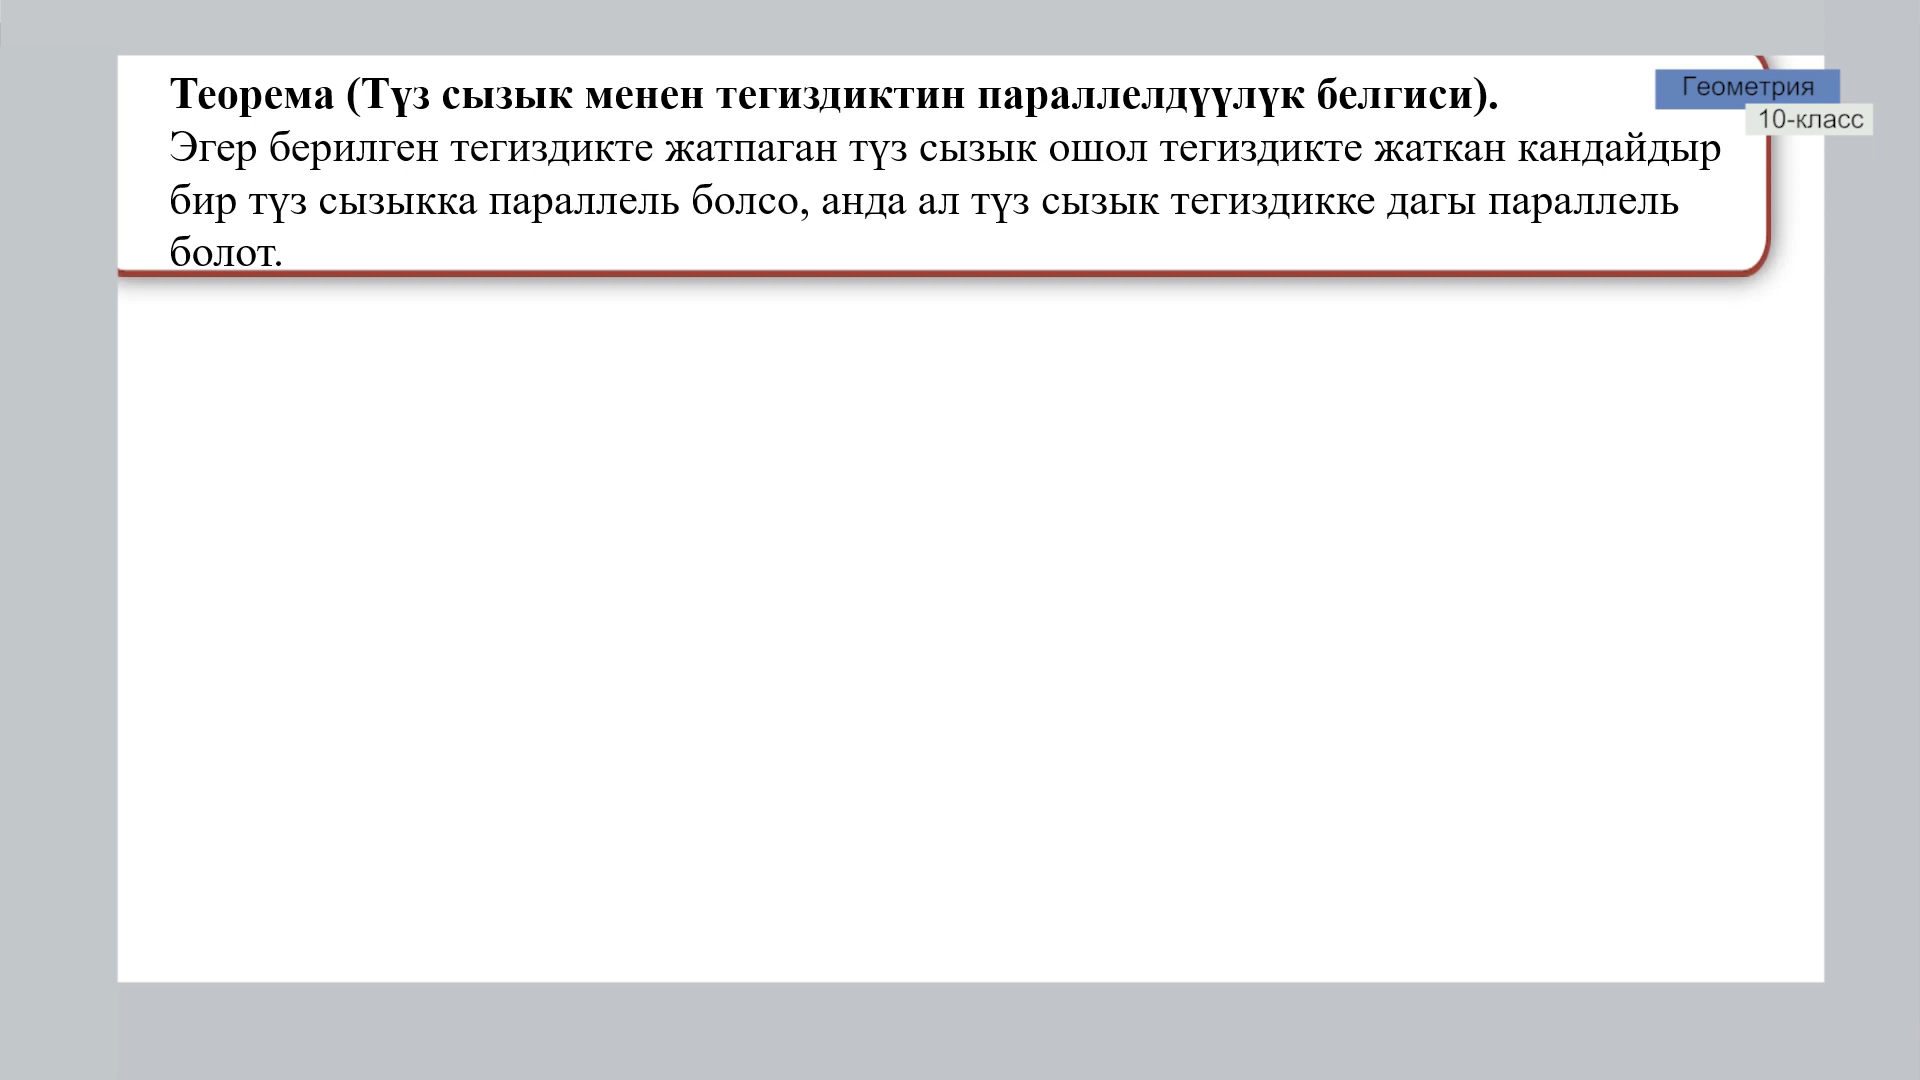 Теорема (Түз сызык менен тегиздиктин параллелдүүлүк белгиси).
Геометрия
10-класс
Эгер берилген тегиздикте жатпаган түз сызык ошол тегиздикте жаткан кандайдыр
бир түз сызыкка параллель болсо, анда ал түз сызык тегиздикке дагы параллель
болот.